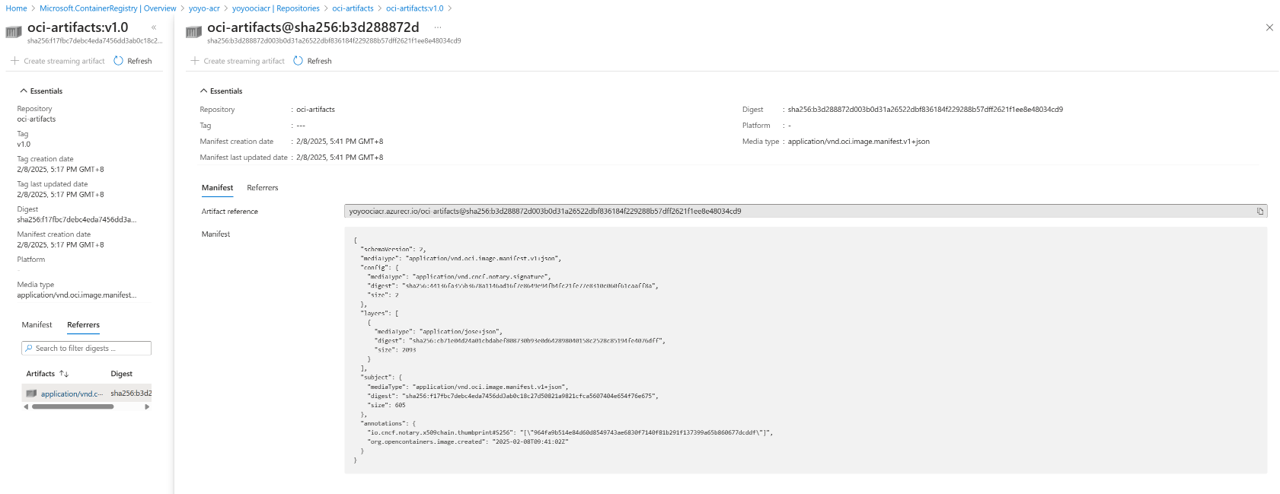 Home > Microsoft.ContainerRegistry | Overview > yoyo-acr > yoyoociacr | Repositories > oci-artifacts > oci-artifacts:v1.0 >
oci-artifacts:v1.0 «
sha256:f17fbc7debc4eda7456dd3ab0c18c2...
+ Create streaming artifact Refresh
Essentials
Repository
oci-artifacts
Tag
v1.0
Tag creation date
2/8/2025, 5:17 PM GMT+8
Tag last updated date
2/8/2025, 5:17 PM GMT+8
Digest
sha256:f17fbc7debc4eda7456dd3a...
Manifest creation date
2/8/2025, 5:17 PM GMT+8
Platform
-
Media type
application/vnd.oci.image.manifest...
Manifest Referrers
Search to filter digests ...
Artifacts ↑↓ Digest
application/vnd.c... sha256:b3d2
oci-artifacts@sha256:b3d288872d ...
sha256:b3d288872d003b0d31a26522dbf836184f229288b57dff2621f1ee8e48034cd9
+ Create streaming artifact Refresh
Essentials
Repository : oci-artifacts
Tag : ---
Manifest creation date : 2/8/2025, 5:41 PM GMT+8
Manifest last updated date : 2/8/2025, 5:41 PM GMT+8
Digest : sha256:b3d288872d003b0d31a26522dbf836184f229288b57dff2621f1ee8e48034cd9
Platform : -
Media type : application/vnd.oci.image.manifest.v1+json
Manifest Referrers
Artifact reference
yoyoociacr.azurecr.io/oci-artifacts@sha256:b3d288872d003b0d31a26522dbf836184f229288b57dff2621f1ee8e48034cd9
Manifest
{
"schemaVersion": 2,
"mediaType": "application/vnd.oci.image.manifest.v1+json",
"config": {
"mediaType": "application/vnd.cncf.notary.signature",
"digest":
"size": 2
},
"layers": [
{
"mediaType": "application/jose+json",
"digest":
"size": 2093
}
],
"subject": {
"mediaType": "application/vnd.oci.image.manifest.v1+json",
"digest":
"size": 605
},
"annotations": {
"io.cncf.notary.x509chain.thumbprint#S256":
"org.opencontainers.image.created": "2025-02-08T09:41:02Z"
}
}